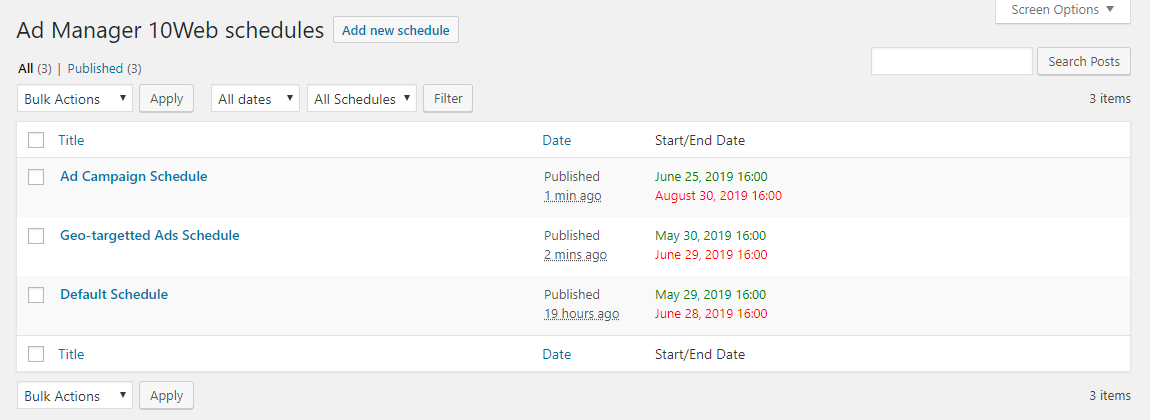 Screen Options ▼
Ad Manager 10Web schedules Add new schedule
All (3) | Published (3)
Search Posts
Bulk Actions Apply All dates All Schedules Filter 3 items
Title Date Start/End Date
Ad Campaign Schedule Published June 25, 2019 16:00
1 min ago August 30, 2019 16:00
Geo-targetted Ads Schedule Published May 30, 2019 16:00
2 mins ago June 29, 2019 16:00
Default Schedule Published May 29, 2019 16:00
19 hours ago June 28, 2019 16:00
Title Date Start/End Date
Bulk Actions Apply 3 items